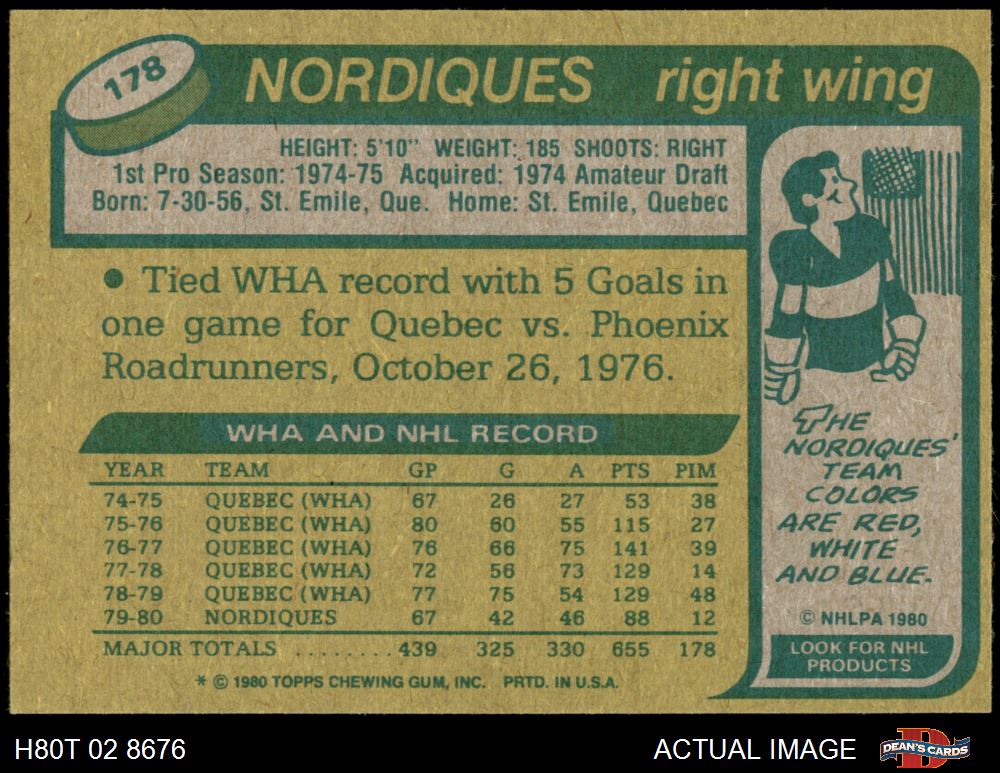 178
NORDIQUES right wing
HEIGHT: 5'10" WEIGHT: 185 SHOOTS: RIGHT
1st Pro Season: 1974-75 Acquired: 1974 Amateur Draft
Born: 7-30-56, St. Emile, Que. Home: St. Emile, Quebec
● Tied WHA record with 5 Goals in
one game for Quebec vs. Phoenix
Roadrunners, October 26, 1976.
WHA AND NHL RECORD
YEAR TEAM GP G A PTS PIM
74-75 QUEBEC (WHA) 67 26 27 53 38
75-76 QUEBEC (WHA) 80 60 55 115 27
76-77 QUEBEC (WHA) 76 66 75 141 39
77-78 QUEBEC (WHA) 72 56 73 129 14
78-79 QUEBEC (WHA) 77 75 54 129 48
79-80 NORDIQUES 67 42 46 88 12
MAJOR TOTALS ........ 439 325 330 655 178
* © 1980 TOPPS CHEWING GUM, INC. PRTD. IN U.S.A.
THE
NORDIQUES'
TEAM
COLORS
ARE RED,
WHITE
AND BLUE.
© NHLPA 1980
LOOK FOR NHL
PRODUCTS
H80T 02 8676
ACTUAL IMAGE
DEAN'S CARDS